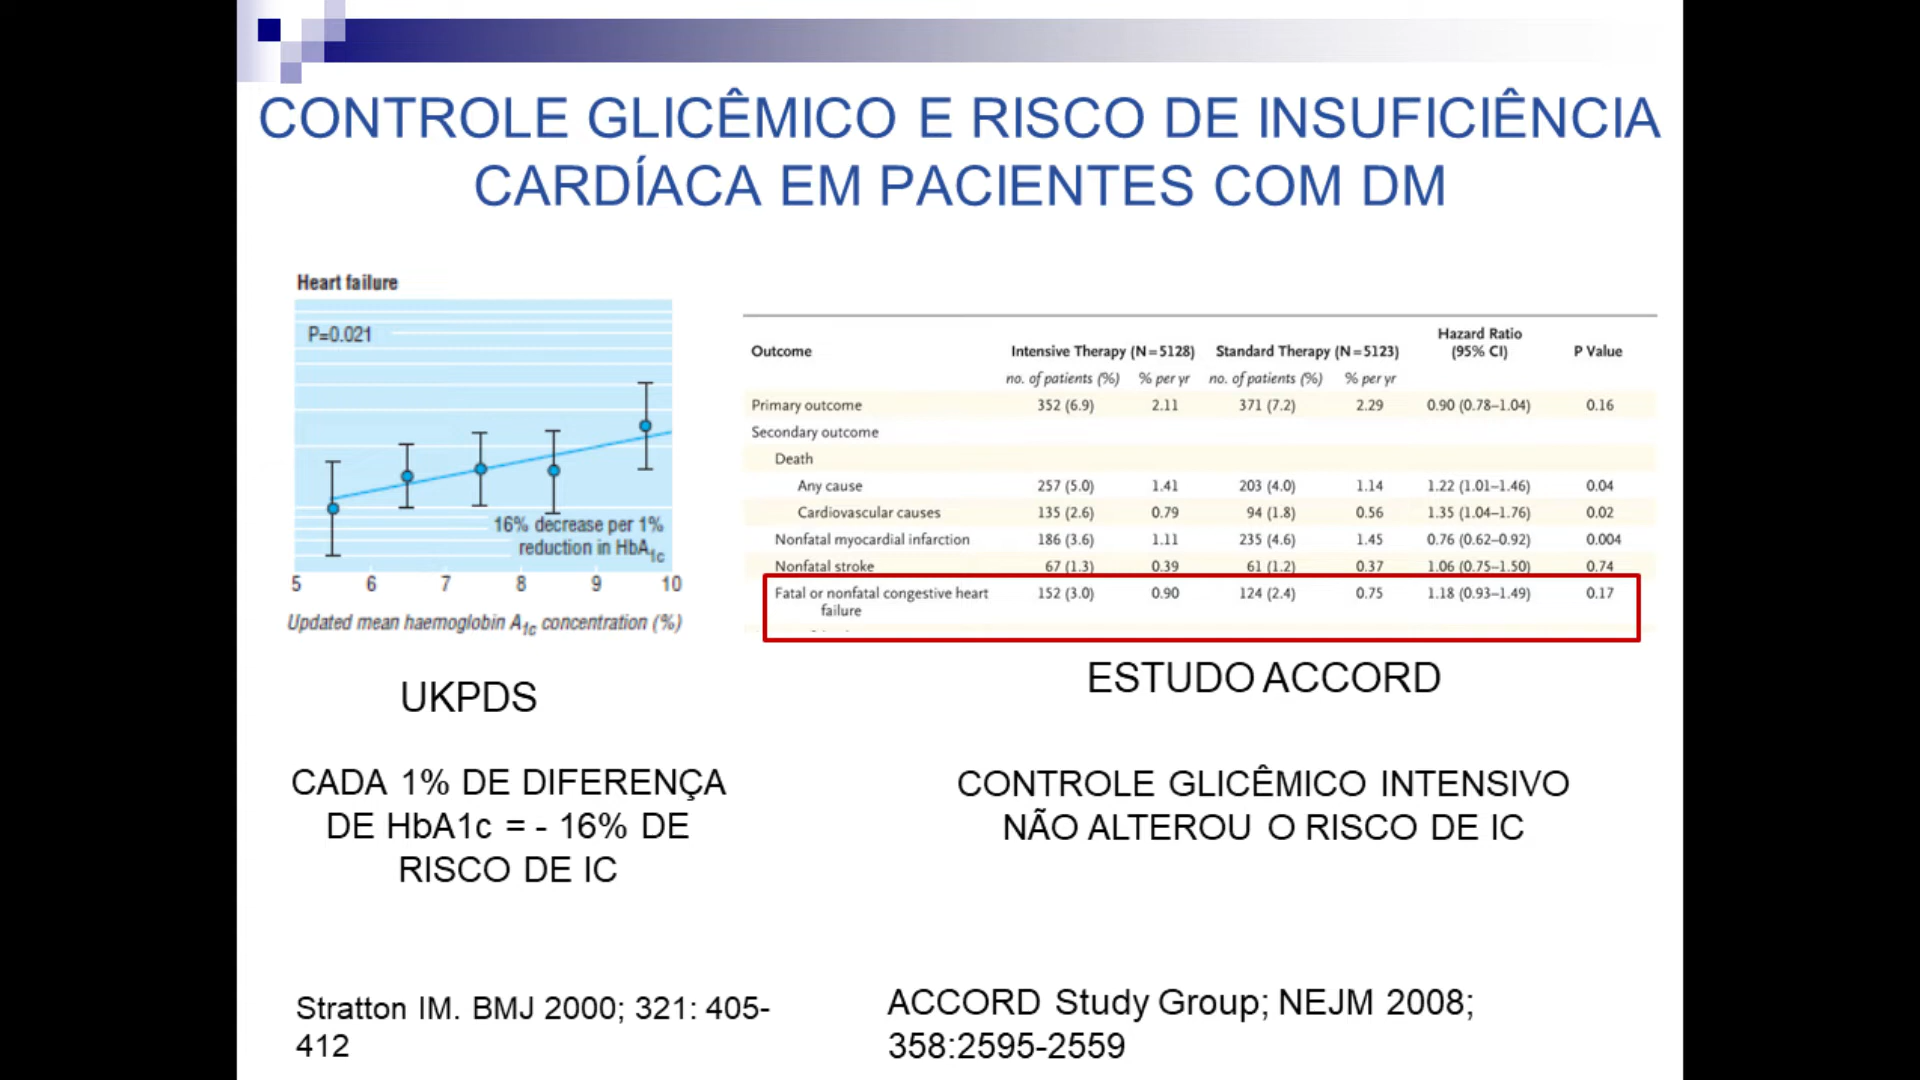 CONTROLE GLICÊMICO E RISCO DE INSUFICIÊNCIA
CARDÍACA EM PACIENTES COM DM
Heart failure
P=0.021
16% decrease per 1%
reduction in HbA1c
5 6 7 8 9 10
Updated mean haemoglobin A1c concentration (%)
UKPDS
CADA 1% DE DIFERENÇA
DE HbA1c = - 16% DE
RISCO DE IC
Stratton IM. BMJ 2000; 321: 405-
412
Outcome Intensive Therapy (N=5128) Standard Therapy (N=5123) Hazard Ratio (95% CI) P Value
no. of patients (%) % per yr no. of patients (%) % per yr
Primary outcome 352 (6.9) 2.11 371 (7.2) 2.29 0.90 (0.78–1.04) 0.16
Secondary outcome
Death
Any cause 257 (5.0) 1.41 203 (4.0) 1.14 1.22 (1.01–1.46) 0.04
Cardiovascular causes 135 (2.6) 0.79 94 (1.8) 0.56 1.35 (1.04–1.76) 0.02
Nonfatal myocardial infarction 186 (3.6) 1.11 235 (4.6) 1.45 0.76 (0.62–0.92) 0.004
Nonfatal stroke 67 (1.3) 0.39 61 (1.2) 0.37 1.06 (0.75–1.50) 0.74
Fatal or nonfatal congestive heart 152 (3.0) 0.90 124 (2.4) 0.75 1.18 (0.93–1.49) 0.17
failure
ESTUDO ACCORD
CONTROLE GLICÊMICO INTENSIVO
NÃO ALTEROU O RISCO DE IC
ACCORD Study Group; NEJM 2008;
358:2595-2559